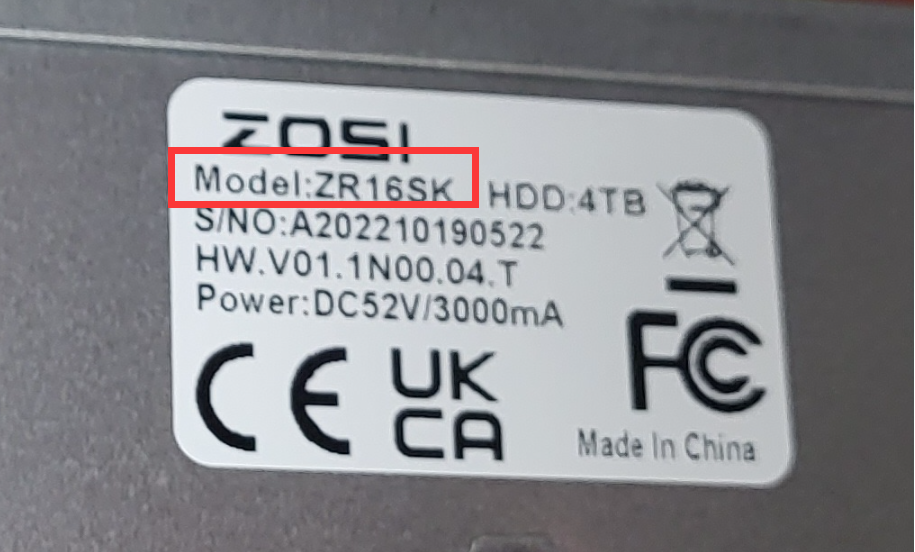 ZOSI
Model:ZR16SK HDD:4TB
S/NO:A202210190522
HW.V01.1N00.04.T
Power:DC52V/3000mA
CE UK CA FC
Made In China